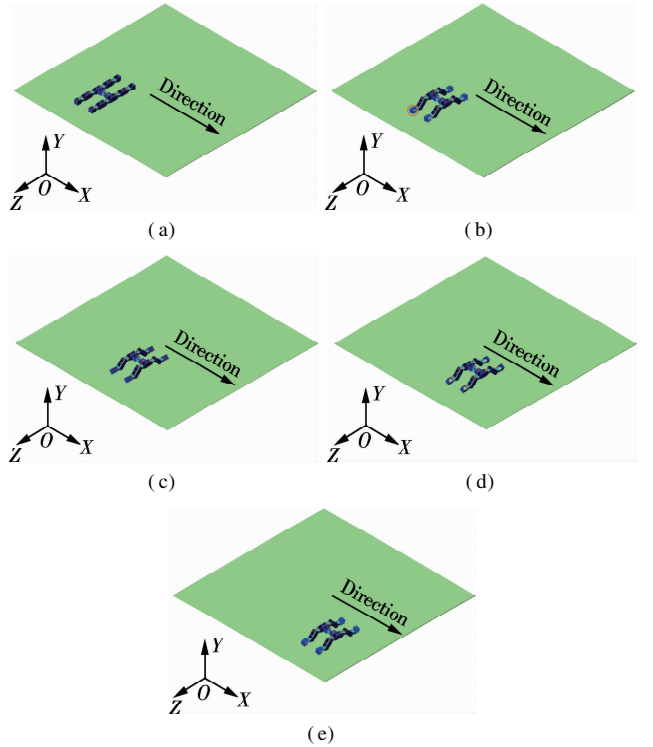 Direction
Y
O
Z
X
( a )
Direction
Y
O
Z
X
( b )
Direction
Y
O
Z
X
( c )
Direction
Y
O
Z
X
( d )
Direction
Y
O
Z
X
( e )